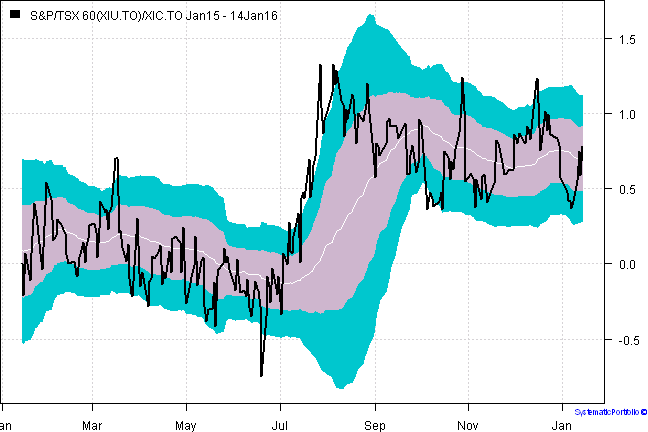 S&P/TSX 60(XIU.TO)/XIC.TO Jan15 - 14Jan16
1.5
1.0
0.5
0.0
-0.5
an Mar May Jul Sep Nov Jan
SystematicPortfolio ©